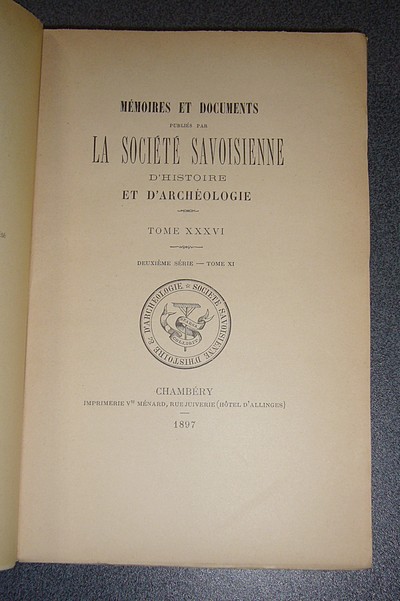 MÉMOIRES ET DOCUMENTS
PUBLIÉS PAR
LA SOCIÉTÉ SAVOISIENNE
D'HISTOIRE
ET D'ARCHÉOLOGIE
TOME XXXVI
DEUXIÈME SÉRIE — TOME XI
SOCIÉTÉ SAVOISIENNE D'HISTOIRE & D'ARCHÉOLOGIE
CHAMBÉRY
IMPRIMERIE Vᵉ MÉNARD, RUE JUIVERIE (HÔTEL D'ALLINGES)
1897